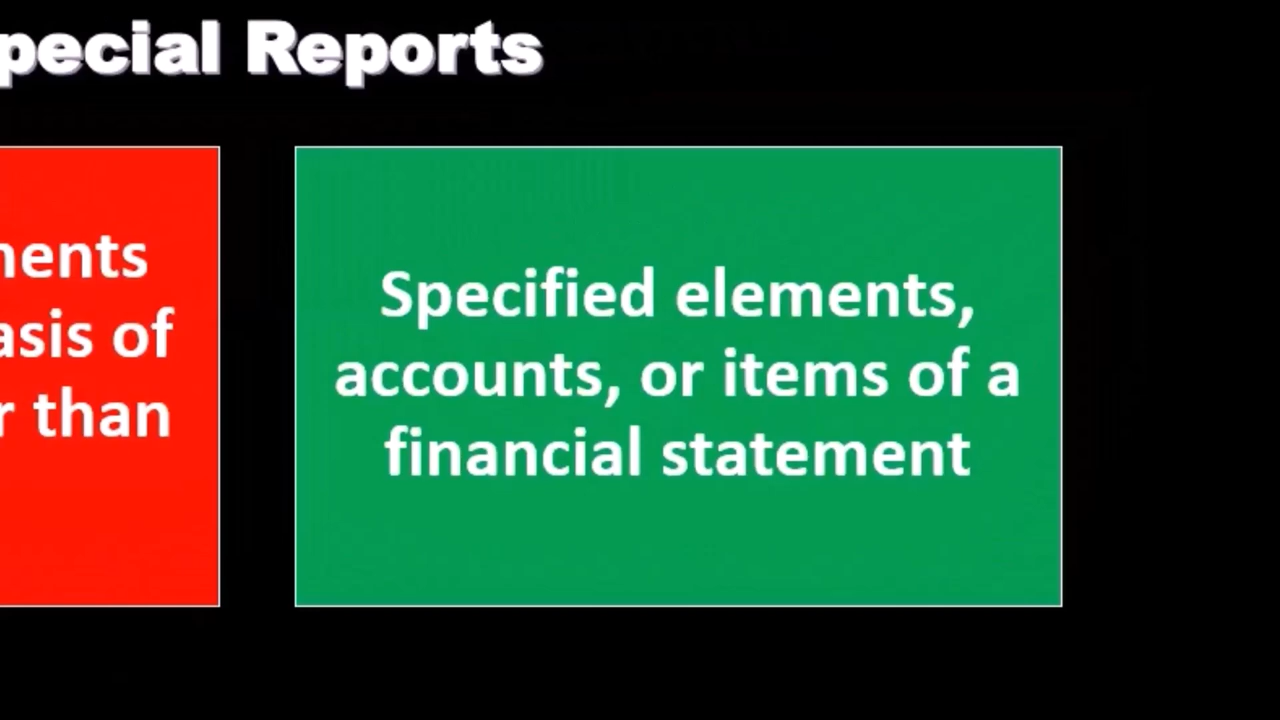 pecial Reports
nents
asis of
r than
Specified elements,
accounts, or items of a
financial statement